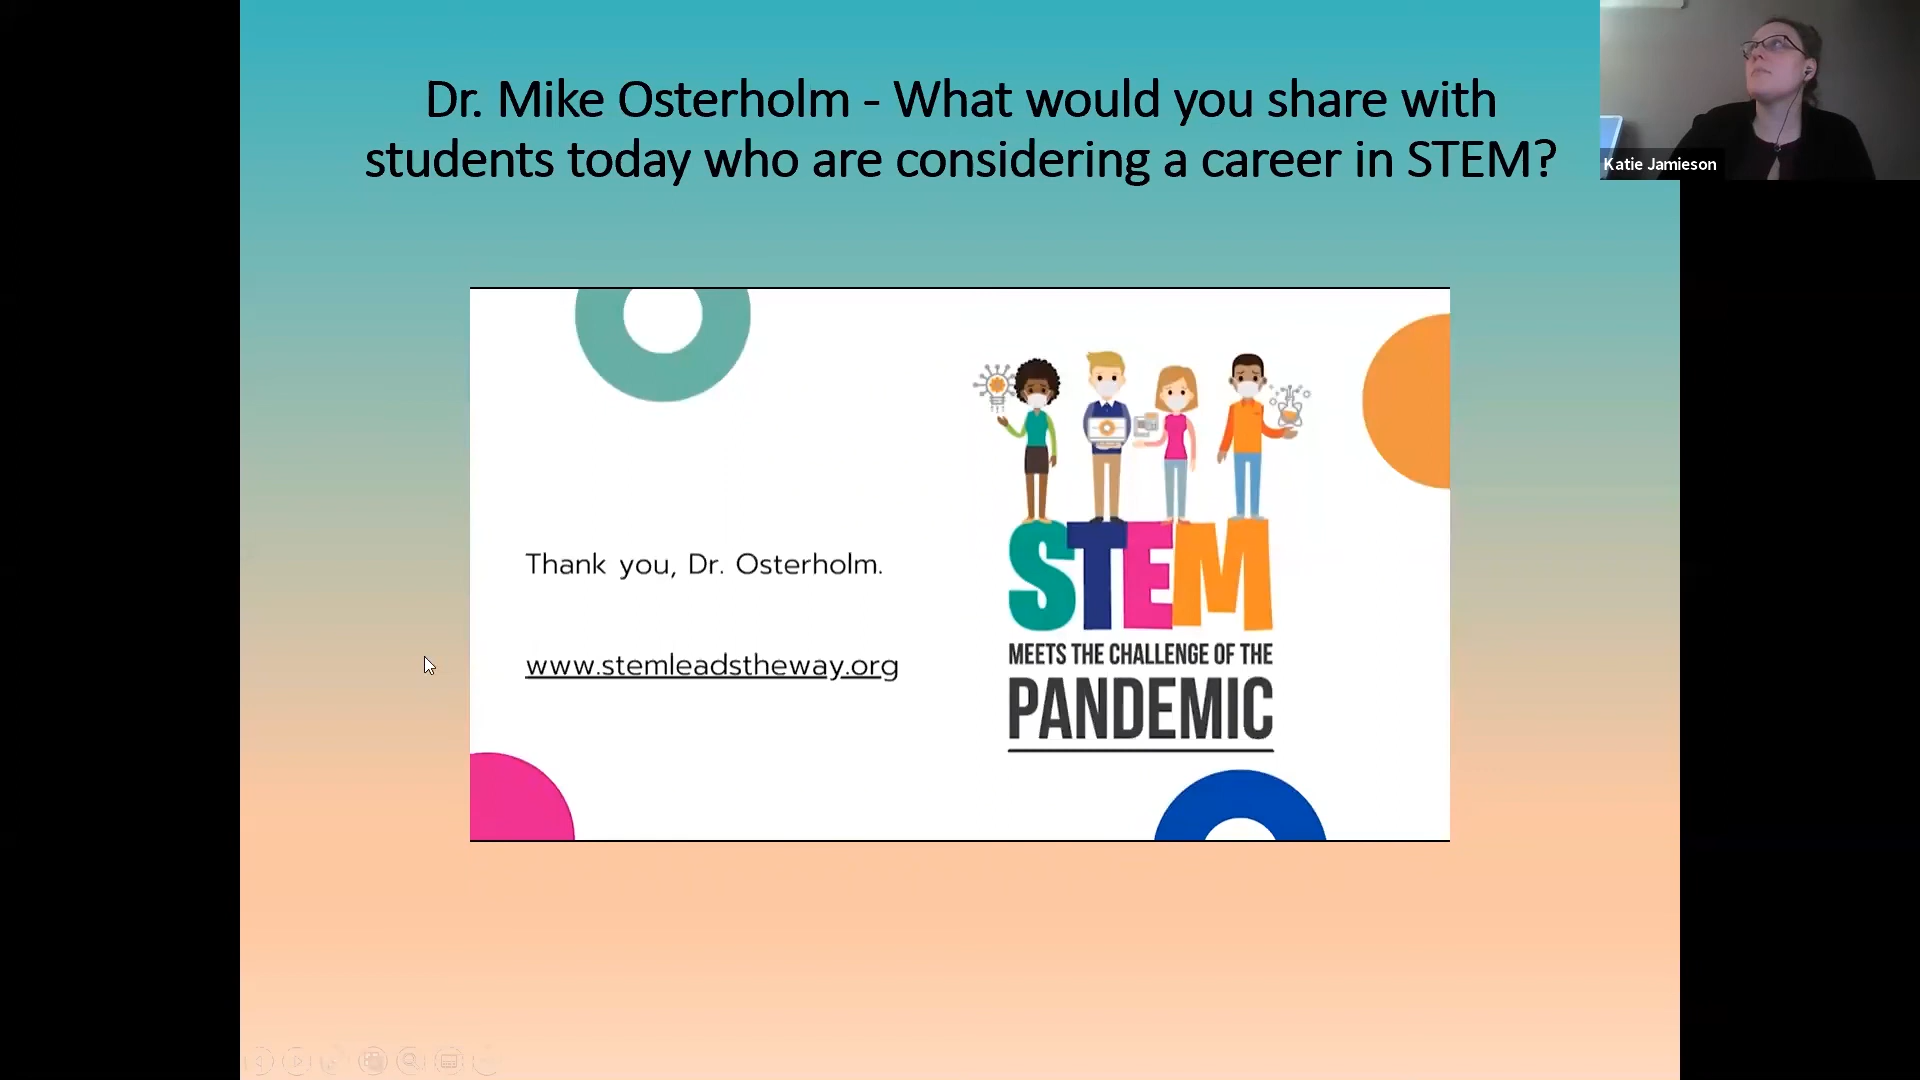 Dr. Mike Osterholm - What would you share with
students today who are considering a career in STEM?
Katie Jamieson
Thank you, Dr. Osterholm.
www.stemleadstheway.org
STEM
MEETS THE CHALLENGE OF THE
PANDEMIC